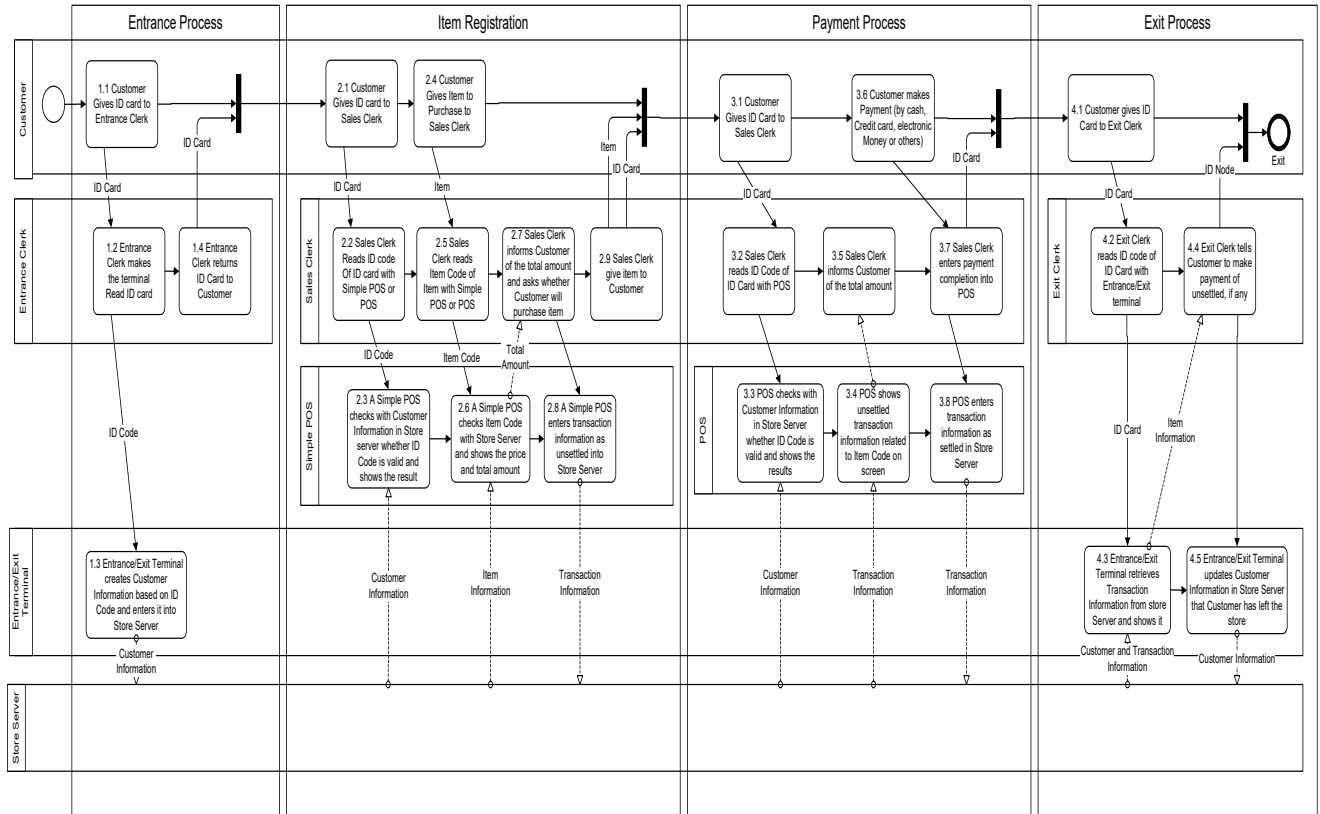 Entrance Process
Item Registration
Payment Process
Exit Process
Customer
1.1 Customer
Gives ID card to
Entrance Clerk
ID Card
2.1 Customer
Gives ID card to
Sales Clerk
2.4 Customer
Gives Item to
Purchase to
Sales Clerk
Item
ID Card
3.1 Customer
Gives ID Card to
Sales Clerk
3.6 Customer makes
Payment (by cash,
Credit card, electronic
Money or others)
ID Card
4.1 Customer gives ID
Card to Exit Clerk
ID Node
Exit
ID Card
ID Card
Item
ID Card
ID Card
Entrance Clerk
1.2 Entrance
Clerk makes
the terminal
Read ID card
1.4 Entrance
Clerk returns
ID Card to
Customer
Sales Clerk
2.2 Sales Clerk
Reads ID code
Of ID card with
Simple POS or
POS
2.5 Sales
Clerk reads
Item Code of
Item with Simple
POS or POS
2.7 Sales Clerk
informs Customer
of the total amount
and asks whether
Customer will
purchase item
2.9 Sales Clerk
give item to
Customer
3.2 Sales Clerk
reads ID Code of
ID Card with POS
3.5 Sales Clerk
informs Customer
of the total amount
3.7 Sales Clerk
enters payment
completion into
POS
Exit Clerk
4.2 Exit Clerk
reads ID code of
ID Card with
Entrance/Exit
terminal
4.4 Exit Clerk tells
Customer to make
payment of
unsettled, if any
ID Code
Item Code
Total
Amount
ID Code
Simple POS
2.3 A Simple POS
checks with Customer
Information in Store
server whether ID
Code is valid and
shows the result
2.6 A Simple POS
checks Item Code
with Store Server
and shows the price
and total amount
2.8 A Simple POS
enters transaction
information as
unsettled into
Store Server
POS
3.3 POS checks with
Customer Information
in Store Server
whether ID Code is
valid and shows the
results
3.4 POS shows
unsettled
transaction
information related
to Item Code on
screen
3.8 POS enters
transaction
information as
settled in Store
Server
ID Card
Item
Information
Entrance/Exit
Terminal
1.3 Entrance/Exit Terminal
creates Customer
Information based on ID
Code and enters it into
Store Server
Customer
Information
Customer
Information
Item
Information
Transaction
Information
Customer
Information
Transaction
Information
Transaction
Information
4.3 Entrance/Exit
Terminal retrieves
Transaction
Information from store
Server and shows it
4.5 Entrance/Exit Terminal
updates Customer
Information in Store Server
that Customer has left the
store
Customer and Transaction
Information
Customer Information
Store Server